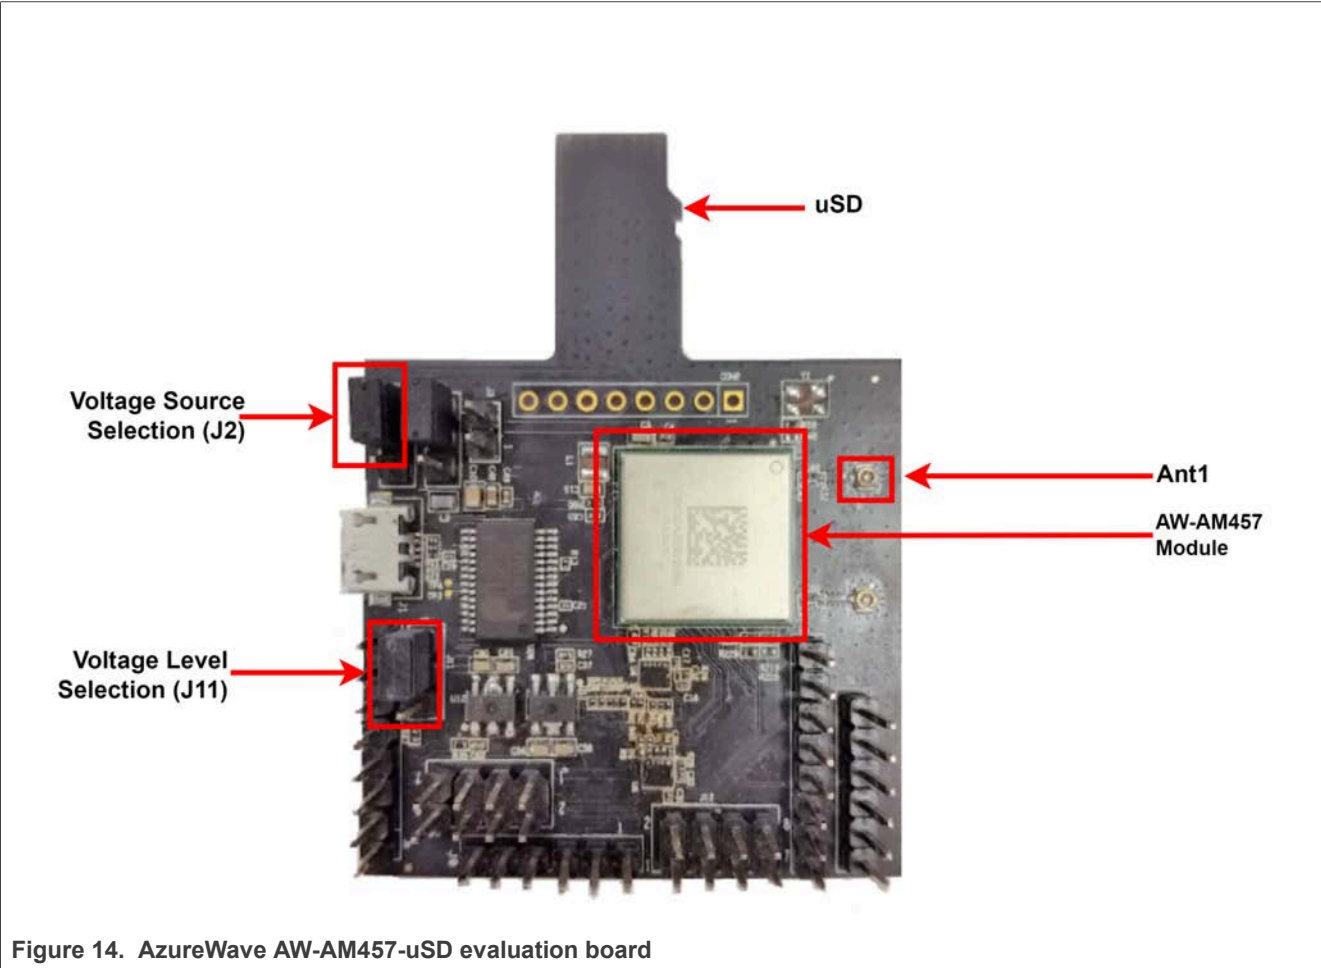 uSD
Voltage Source
Selection (J2)
Ant1
AW-AM457
Module
Voltage Level
Selection (J11)
Figure 14. AzureWave AW-AM457-uSD evaluation board